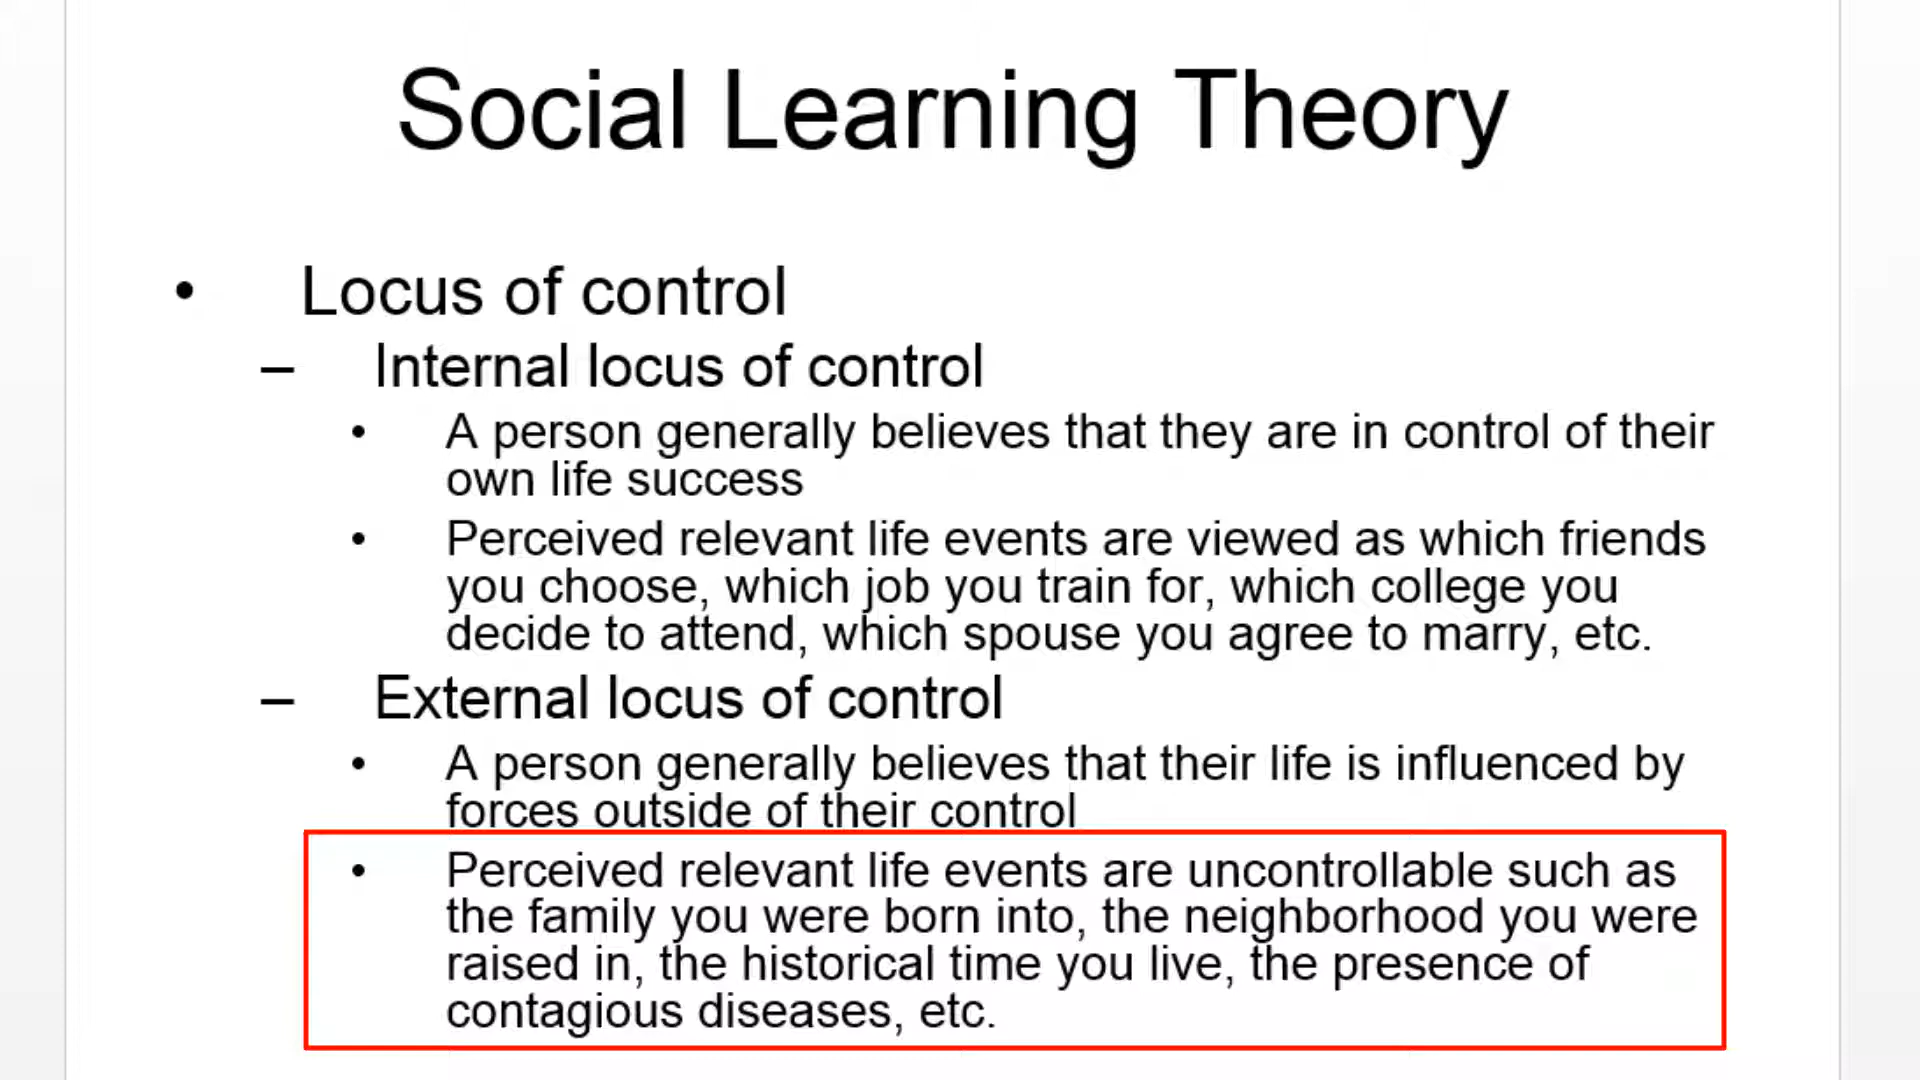 Social Learning Theory
• Locus of control
– Internal locus of control
• A person generally believes that they are in control of their
own life success
• Perceived relevant life events are viewed as which friends
you choose, which job you train for, which college you
decide to attend, which spouse you agree to marry, etc.
– External locus of control
• A person generally believes that their life is influenced by
forces outside of their control
• Perceived relevant life events are uncontrollable such as
the family you were born into, the neighborhood you were
raised in, the historical time you live, the presence of
contagious diseases, etc.